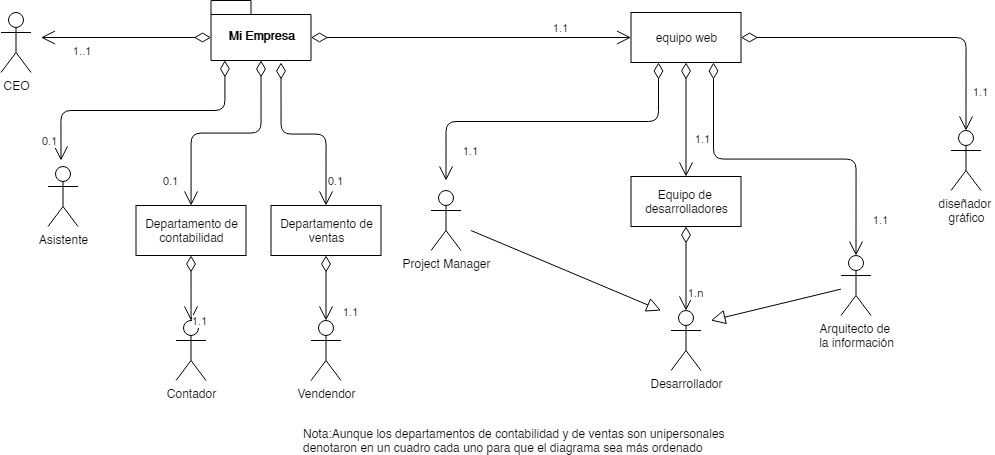 Mi Empresa
equipo web
CEO
1..1
1.1
1.1
0.1
Asistente
0.1
0.1
Departamento de
contabilidad
Departamento de
ventas
1.1
Contador
1.1
Vendendor
1.1
Project Manager
1.1
Equipo de
desarrolladores
1.n
Desarrollador
1.1
Arquitecto de
la información
diseñador
gráfico
Nota:Aunque los departamentos de contabilidad y de ventas son unipersonales
denotaron en un cuadro cada uno para que el diagrama sea más ordenado